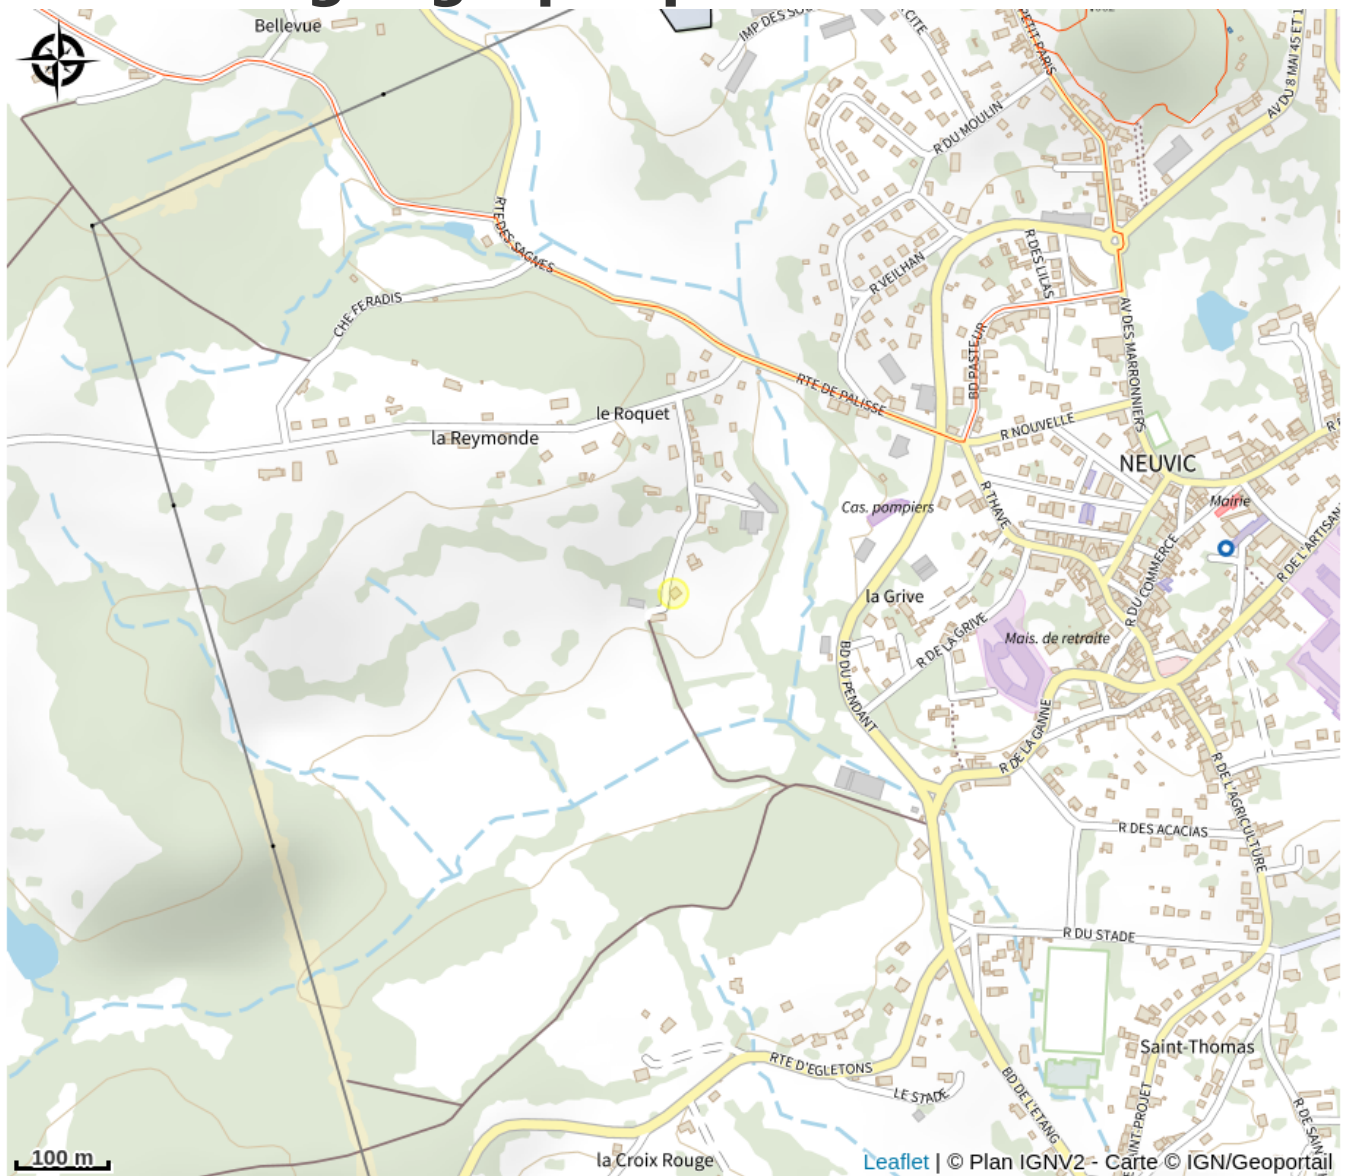 Bellevue
IMP DES
CITE
PETIT PARIS
AV DU 8 MAI 45 ET
R DU MOULIN
RTE DES SAGNES
R DES LILAS
R VEILHAN
CHE FERADIS
AV DES MARRONNIERS
BD PASTEUR
RTE DE PALISSE
le Roquet
la Reymonde
R NOUVELLE
NEUVIC
R THAVE
Cas. pompiers
Mairie
R DE L'ARTISAN
R DU COMMERCE
la Grive
R DE LA GRIVE
Mais. de retraite
BD DU PENDANT
R DE LA GANNE
R DE L'AGRICULTURE
R DES ACACIAS
R DU STADE
Saint-Thomas
RTE D'EGLETONS
LE STADE
BD DE L'ETANG
SAINT-PROJET
R DE SAIN
la Croix Rouge
100 m
Leaflet | © Plan IGNV2 - Carte © IGN/Geoportail